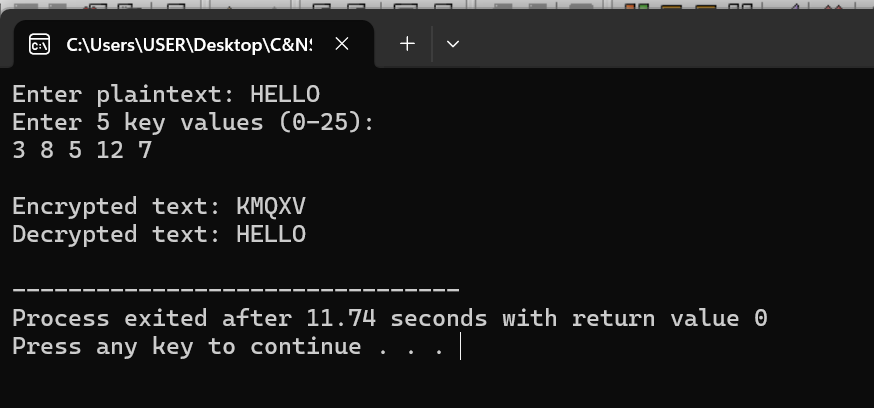 C:\Users\USER\Desktop\C&NS
Enter plaintext: HELLO
Enter 5 key values (0-25):
3 8 5 12 7
Encrypted text: KMQXV
Decrypted text: HELLO
--------------------------------
Process exited after 11.74 seconds with return value 0
Press any key to continue . . .